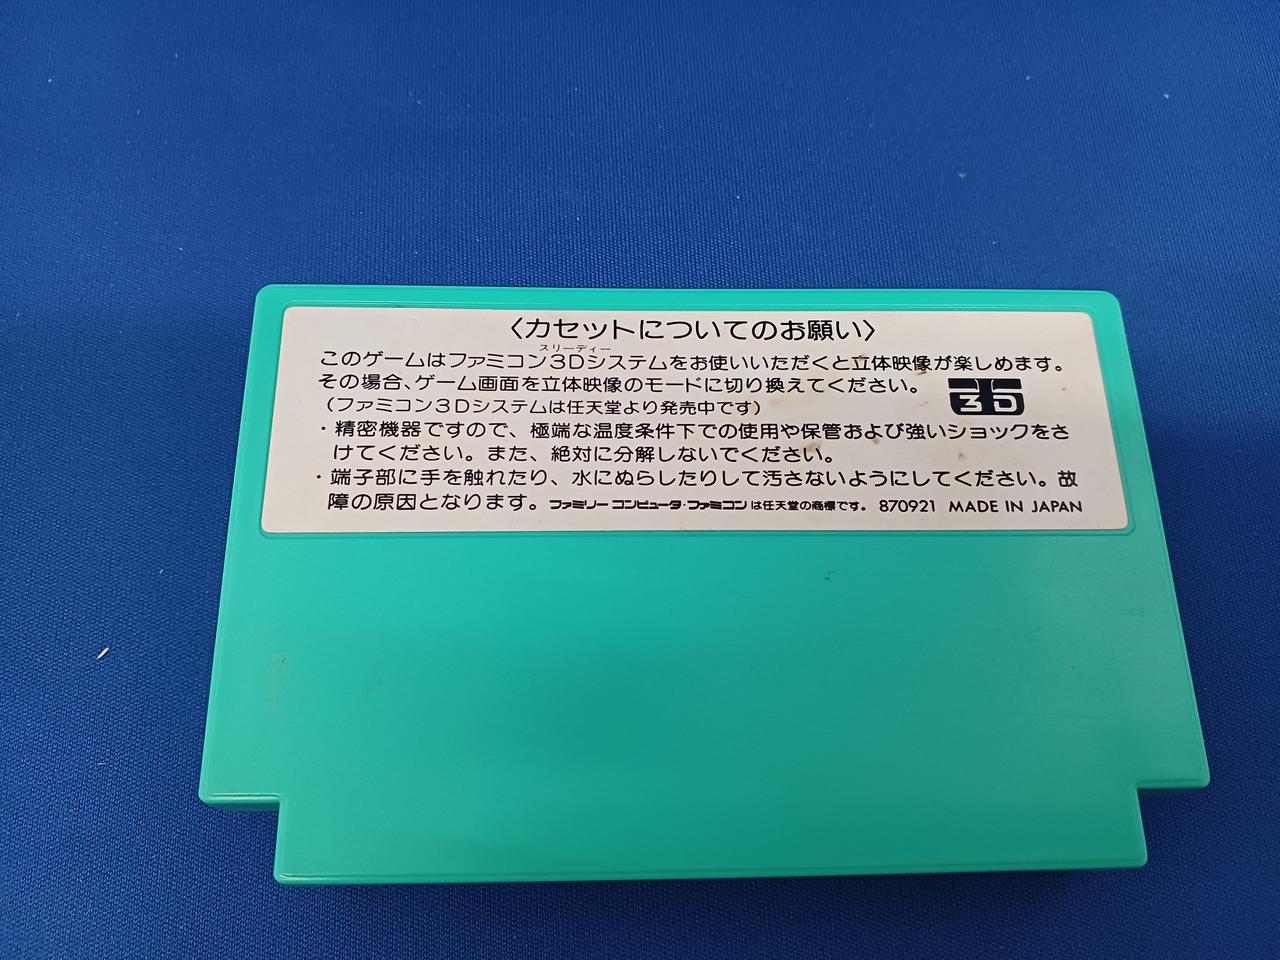 〈カセットについてのお願い〉
スリーディー
このゲームはファミコン3Dシステムをお使いいただくと立体映像が楽しめます。
その場合、ゲーム画面を立体映像のモードに切り換えてください。
3D
(ファミコン3Dシステムは任天堂より発売中です)
・精密機器ですので、極端な温度条件下での使用や保管および強いショックをさ
けてください。また、絶対に分解しないでください。
・端子部に手を触れたり、水にぬらしたりして汚さないようにしてください。故
障の原因となります。ファミリーコンピュータ・ファミコンは任天堂の商標です。 870921 MADE IN JAPAN